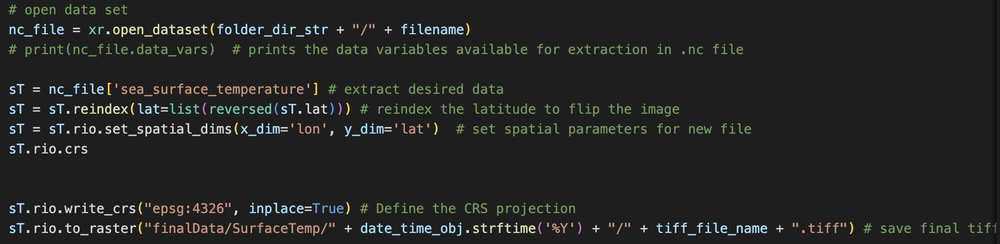 # open data set
nc_file = xr.open_dataset(folder_dir_str + "/" + filename)
# print(nc_file.data_vars)  # prints the data variables available for extraction in .nc file
sT = nc_file['sea_surface_temperature'] # extract desired data
sT = sT.reindex(lat=list(reversed(sT.lat))) # reindex the latitude to flip the image
sT = sT.rio.set_spatial_dims(x_dim='lon', y_dim='lat')  # set spatial parameters for new file
sT.rio.crs
sT.rio.write_crs("epsg:4326", inplace=True) # Define the CRS projection
sT.rio.to_raster("finalData/SurfaceTemp/" + date_time_obj.strftime('%Y') + "/" + tiff_file_name + ".tiff") # save final tiff